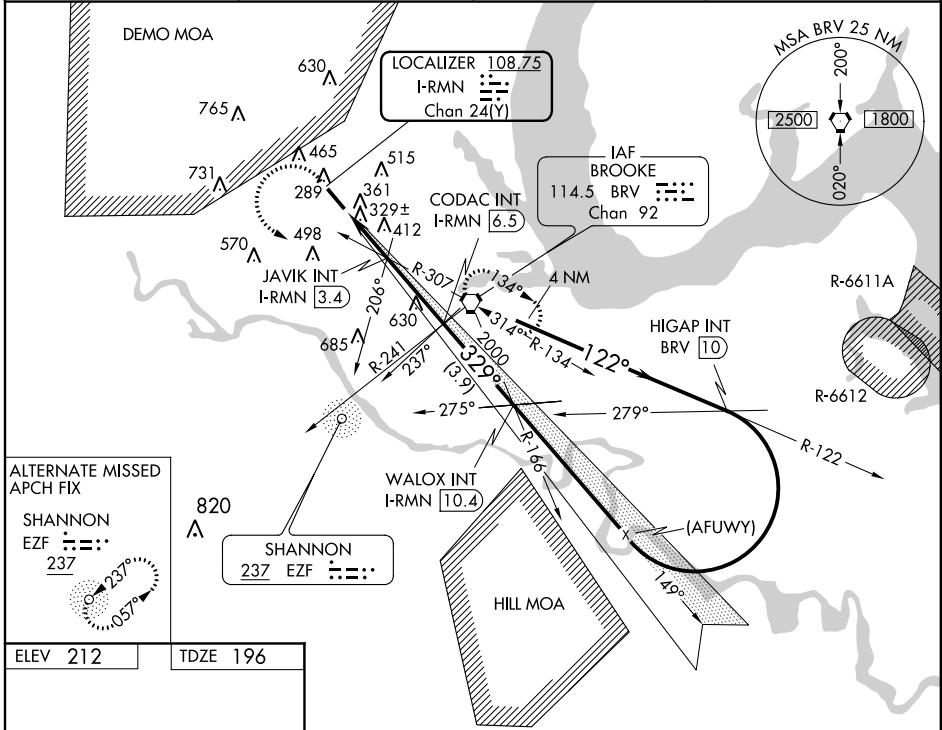 DEMO MOA
630
765
LOCALIZER 108.75
I-RMN
Chan 24(Y)
MSA BRV 25 NM
200°
2500
1800
020°
465
515
731
289
361
329±
412
498
570
IAF
BROOKE
114.5 BRV
Chan 92
CODAC INT
I-RMN 6.5
JAVIK INT
I-RMN 3.4
R-307
134°
4 NM
206°
630
685
314°
R-134
2000
122°
HIGAP INT
BRV 10
R-6611A
R-6612
R-241
237°
329°
(3.9)
275°
279°
R-122
R-166
WALOX INT
I-RMN 10.4
(AFUWY)
149°
HILL MOA
ALTERNATE MISSED
APCH FIX
SHANNON
EZF
237
237°
057°
820
SHANNON
237 EZF
ELEV 212
TDZE 196
X